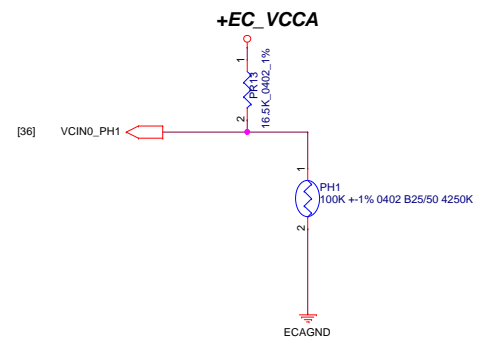 +EC_VCCA
1
PR13
16.5K_0402_1%
2
[36] VCIN0_PH1
1
PH1
100K +-1% 0402 B25/50 4250K
2
ECAGND